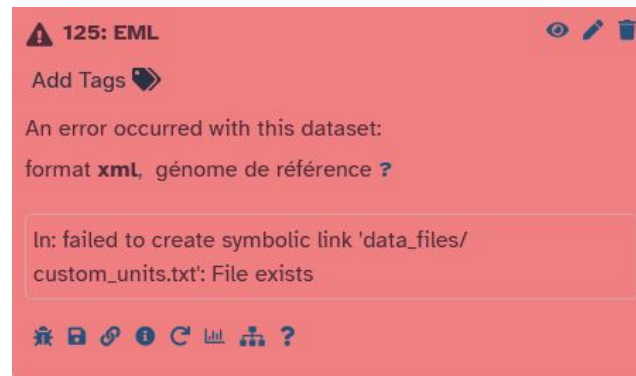 125: EML
Add Tags
An error occurred with this dataset:
format xml, génome de référence ?
ln: failed to create symbolic link 'data_files/
custom_units.txt': File exists
?